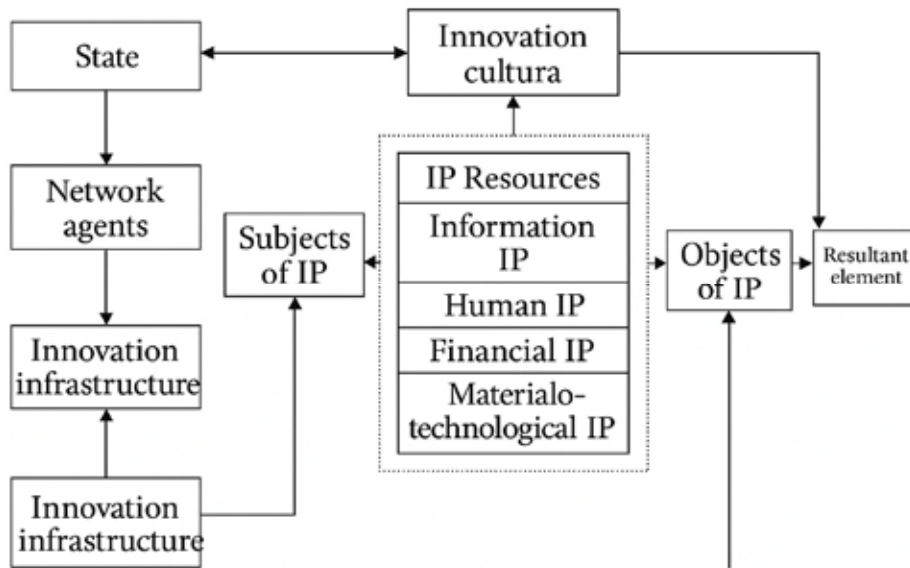 State
Innovation
cultura
Network
agents
Subjects
of IP
IP Resources
Information
IP
Human IP
Financial IP
Materialo-
technological IP
Objects
of IP
Resultant
element
Innovation
infrastructure
Innovation
infrastructure